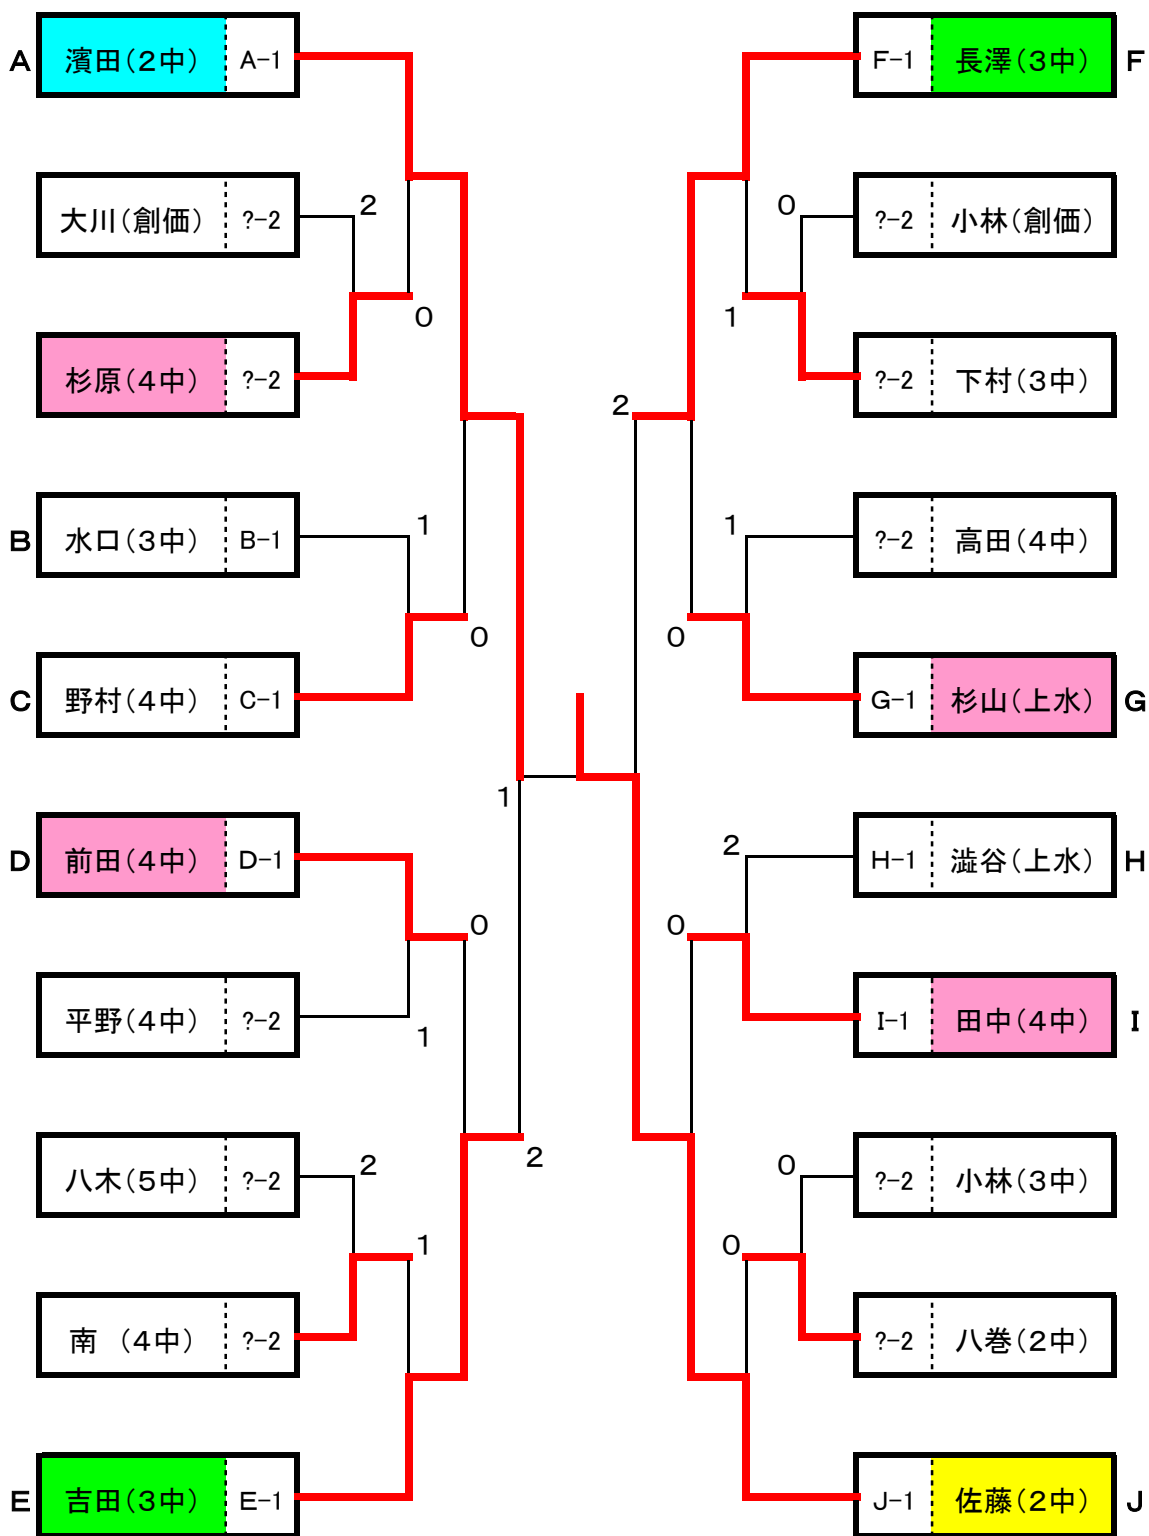 A 濱田(2中) A-1
大川(創価) ?-2
2
0
杉原(4中) ?-2
B 水口(3中) B-1
1
0
C 野村(4中) C-1
1
D 前田(4中) D-1
0
平野(4中) ?-2
1
八木(5中) ?-2
2
2
1
南 (4中) ?-2
E 吉田(3中) E-1
F-1 長澤(3中) F
0
?-2 小林(創価)
1
?-2 下村(3中)
2
1
?-2 高田(4中)
0
G-1 杉山(上水) G
2
H-1 澁谷(上水) H
0
I-1 田中(4中) I
0
?-2 小林(3中)
0
?-2 八巻(2中)
J-1 佐藤(2中) J